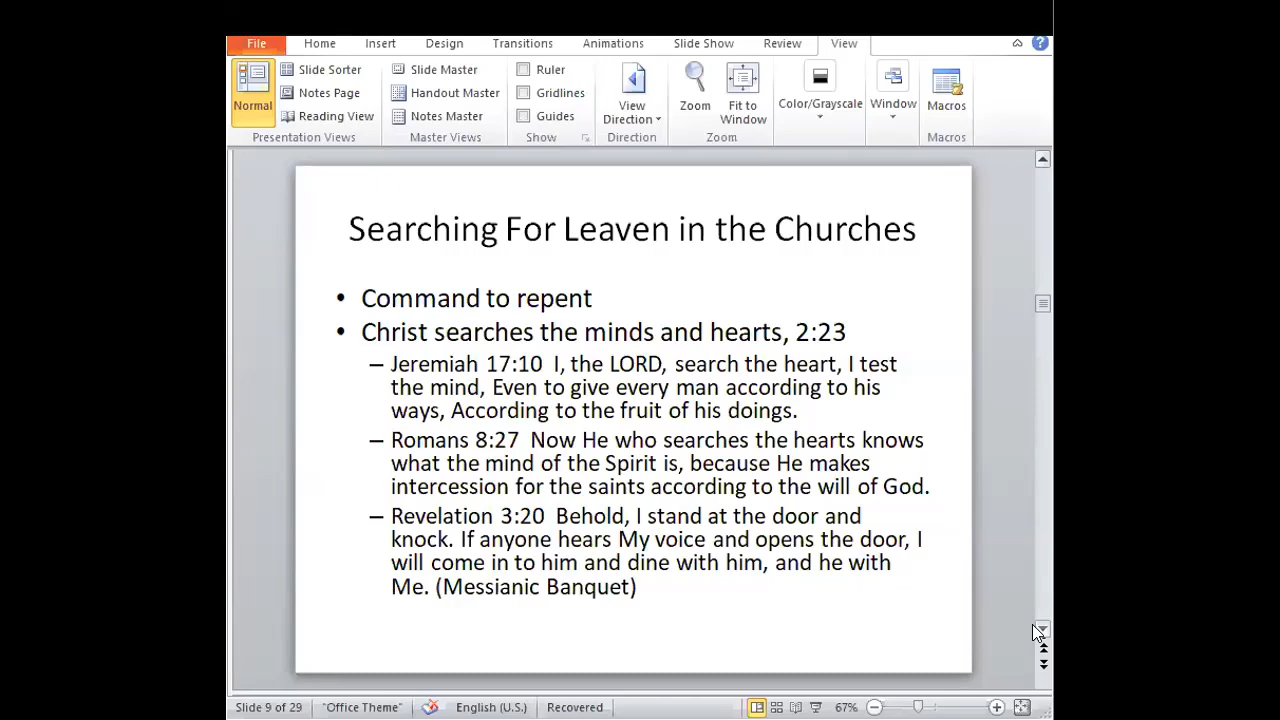 File Home Insert Design Transitions Animations Slide Show Review View
Normal
Slide Sorter
Notes Page
Reading View
Presentation Views
Slide Master
Handout Master
Notes Master
Master Views
Ruler
Gridlines
Guides
Show
View
Direction
Direction
Zoom
Fit to
Window
Zoom
Color/Grayscale
Window
Macros
Macros
Searching For Leaven in the Churches
• Command to repent
• Christ searches the minds and hearts, 2:23
– Jeremiah 17:10 I, the LORD, search the heart, I test
the mind, Even to give every man according to his
ways, According to the fruit of his doings.
– Romans 8:27 Now He who searches the hearts knows
what the mind of the Spirit is, because He makes
intercession for the saints according to the will of God.
– Revelation 3:20 Behold, I stand at the door and
knock. If anyone hears My voice and opens the door, I
will come in to him and dine with him, and he with
Me. (Messianic Banquet)
Slide 9 of 29 "Office Theme" English (U.S.) Recovered 67%